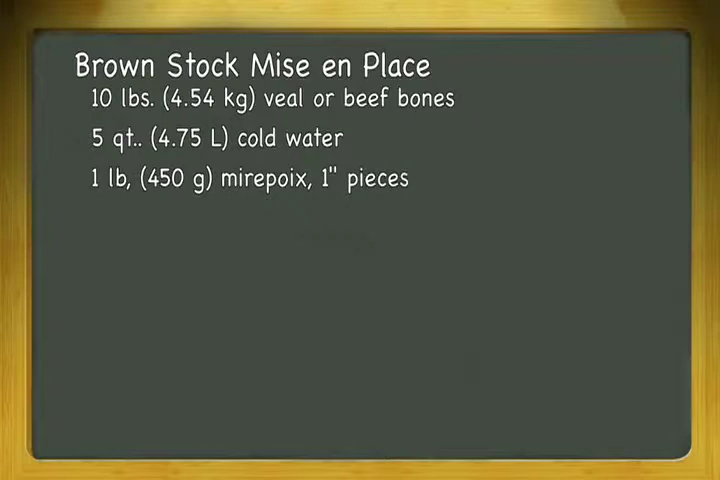 Brown Stock Mise en Place
10 lbs. (4.54 kg) veal or beef bones
5 qt.. (4.75 L) cold water
1 lb, (450 g) mirepoix, 1" pieces